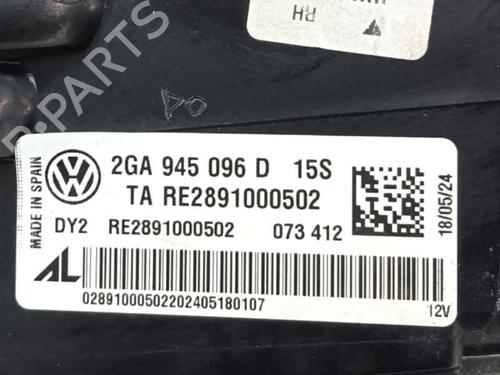 RH
B-PARTS
MADE IN SPAIN
2GA 945 096 D 15S
TA RE2891000502
DY2 RE2891000502 073 412
18/05/24
AL
02891000502202405180107
12V